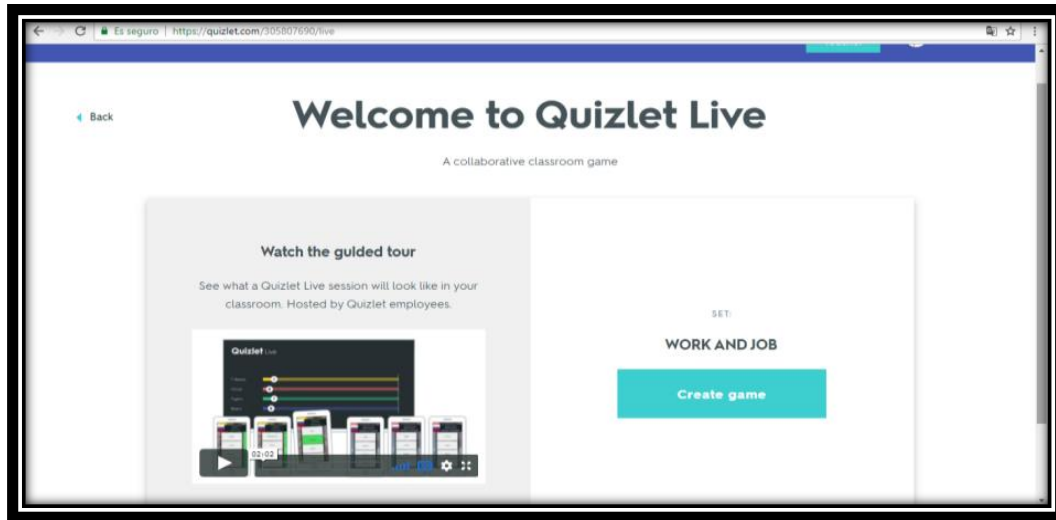 Es seguro | https://quizlet.com/305807690/live
Back
Welcome to Quizlet Live
A collaborative classroom game
Watch the guided tour
See what a Quizlet Live session will look like in your
classroom. Hosted by Quizlet employees.
Quizlet Live
02:02
SET:
WORK AND JOB
Create game